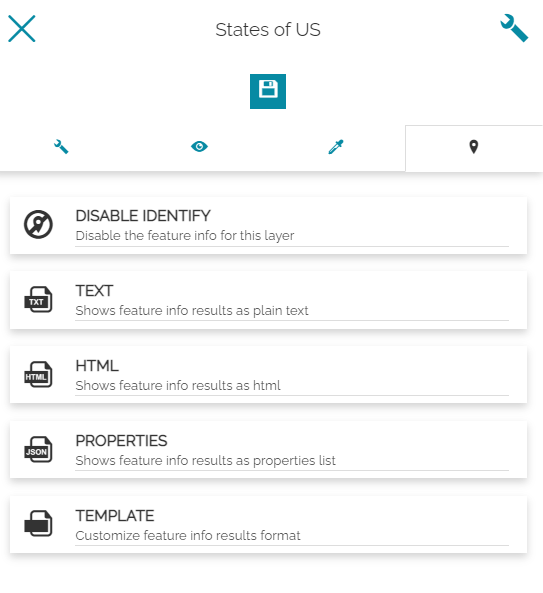 States of US
DISABLE IDENTIFY
Disable the feature info for this layer
TXT
TEXT
Shows feature info results as plain text
HTML
HTML
Shows feature info results as html
JSON
PROPERTIES
Shows feature info results as properties list
TEMPLATE
Customize feature info results format